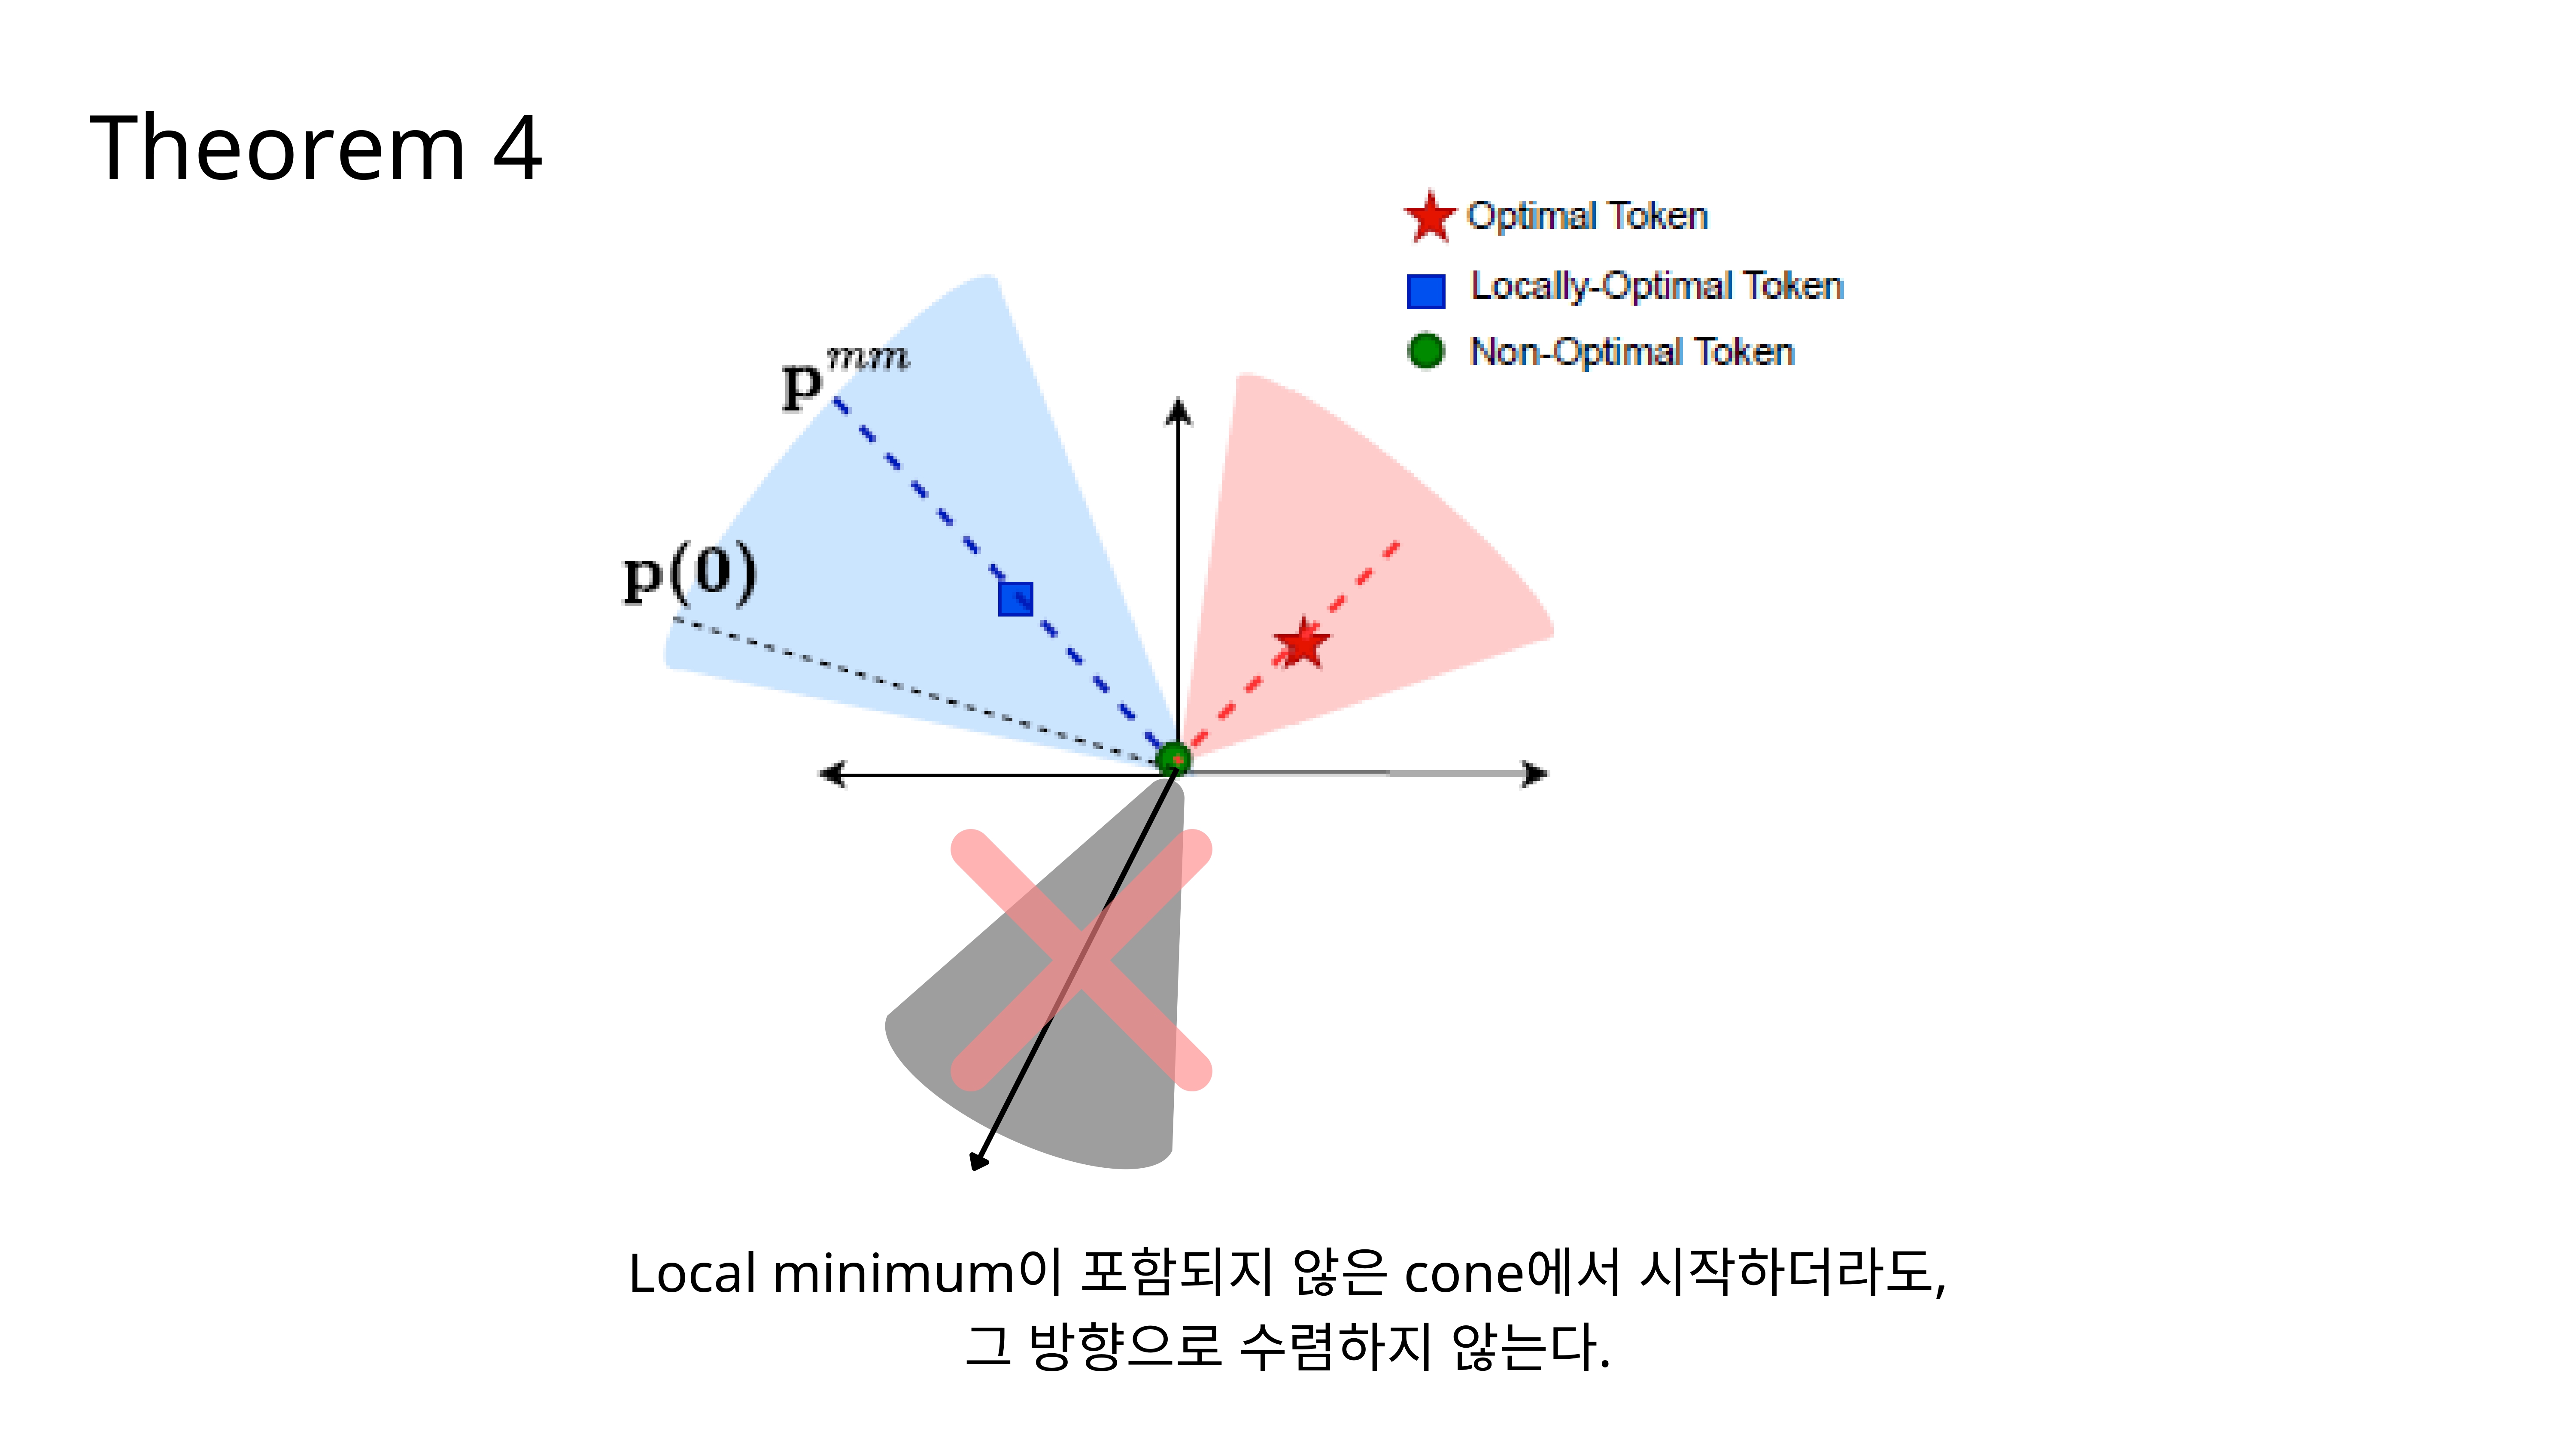 Theorem 4
Optimal Token
Locally-Optimal Token
Non-Optimal Token
p^mm
p(0)
Local minimum이 포함되지 않은 cone에서 시작하더라도,
그 방향으로 수렴하지 않는다.